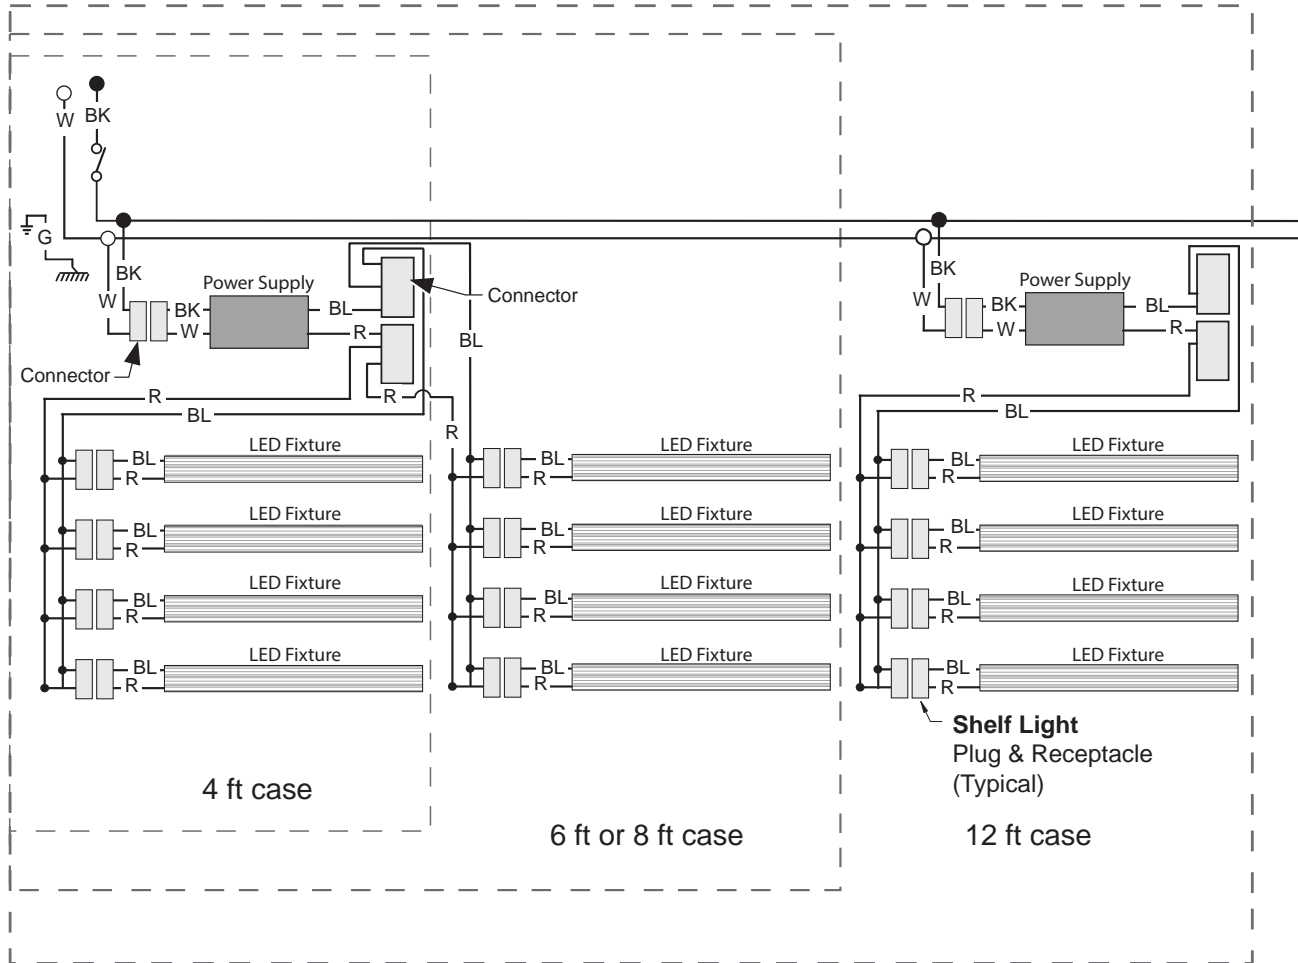 W
BK
G
BK
W
Power Supply
BK
W
BL
R
Connector
BL
Connector
R
BL
R
R
BK
W
Power Supply
BK
W
BL
R
R
BL
LED Fixture
BL
R
LED Fixture
BL
R
LED Fixture
BL
R
LED Fixture
BL
R
LED Fixture
BL
R
LED Fixture
BL
R
LED Fixture
BL
R
LED Fixture
BL
R
LED Fixture
BL
R
LED Fixture
BL
R
LED Fixture
BL
R
LED Fixture
BL
R
Shelf Light
Plug & Receptacle
(Typical)
4 ft case
6 ft or 8 ft case
12 ft case